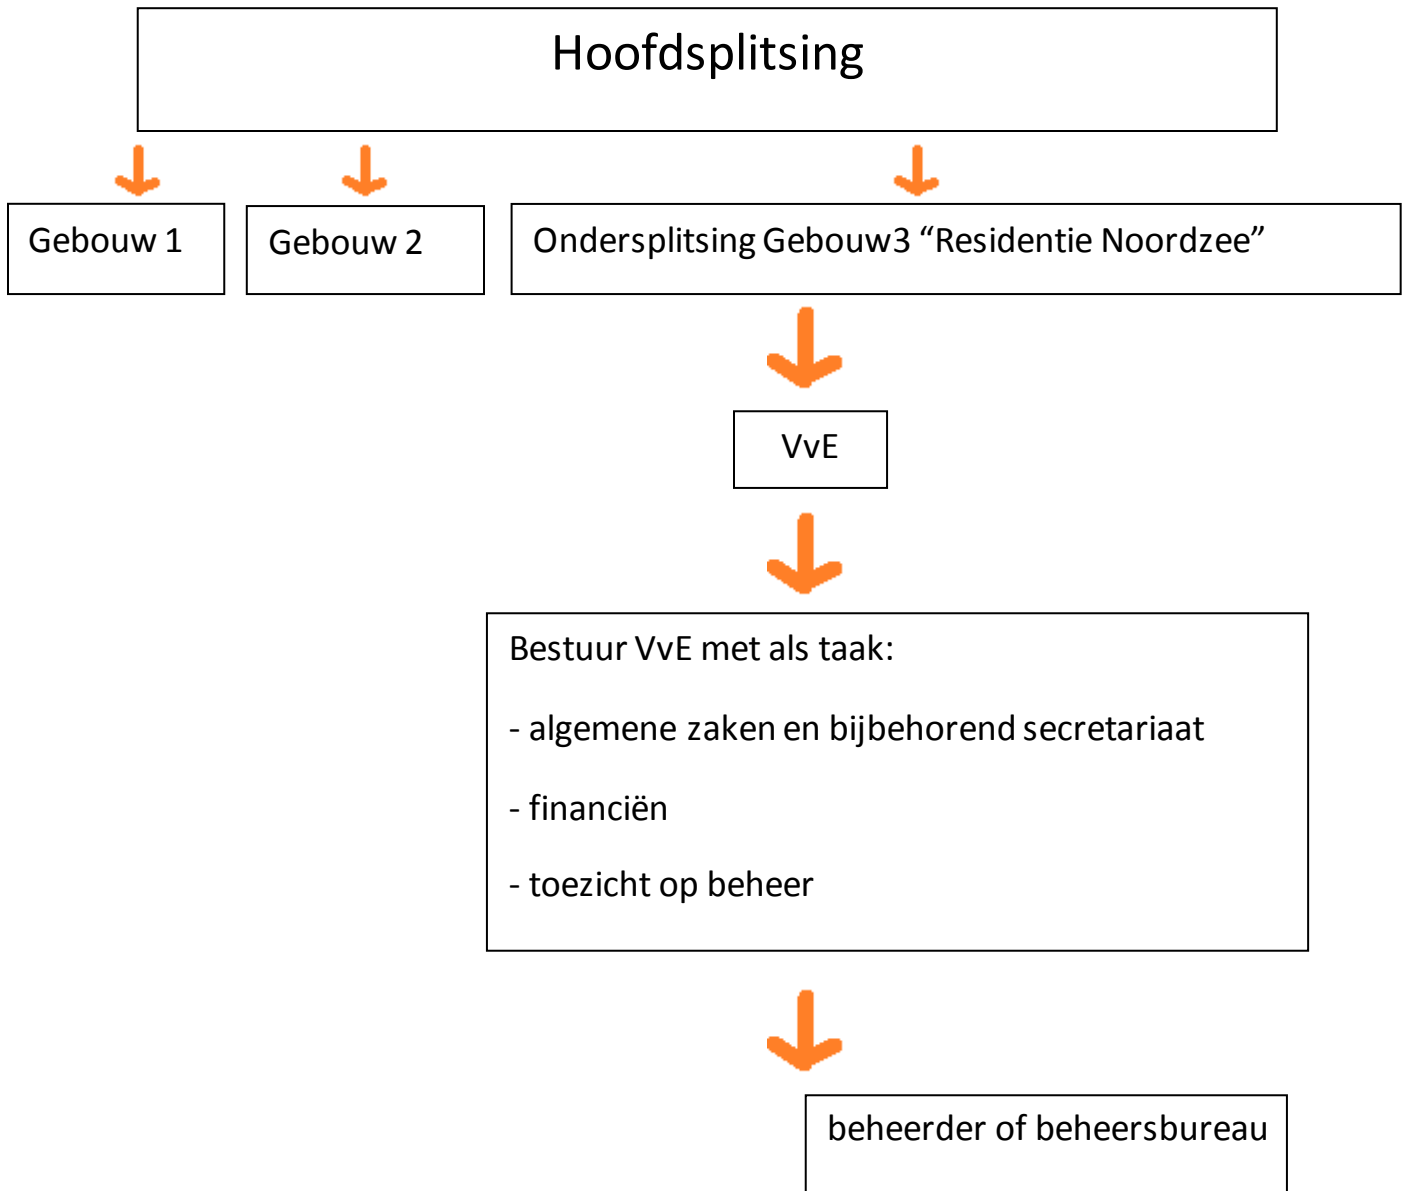 Hoofdsplitsing
Gebouw 1
Gebouw 2
Ondersplitsing Gebouw3 “Residentie Noordzee”
VvE
Bestuur VvE met als taak:
- algemene zaken en bijbehorend secretariaat
- financiën
- toezicht op beheer
beheerder of beheersbureau